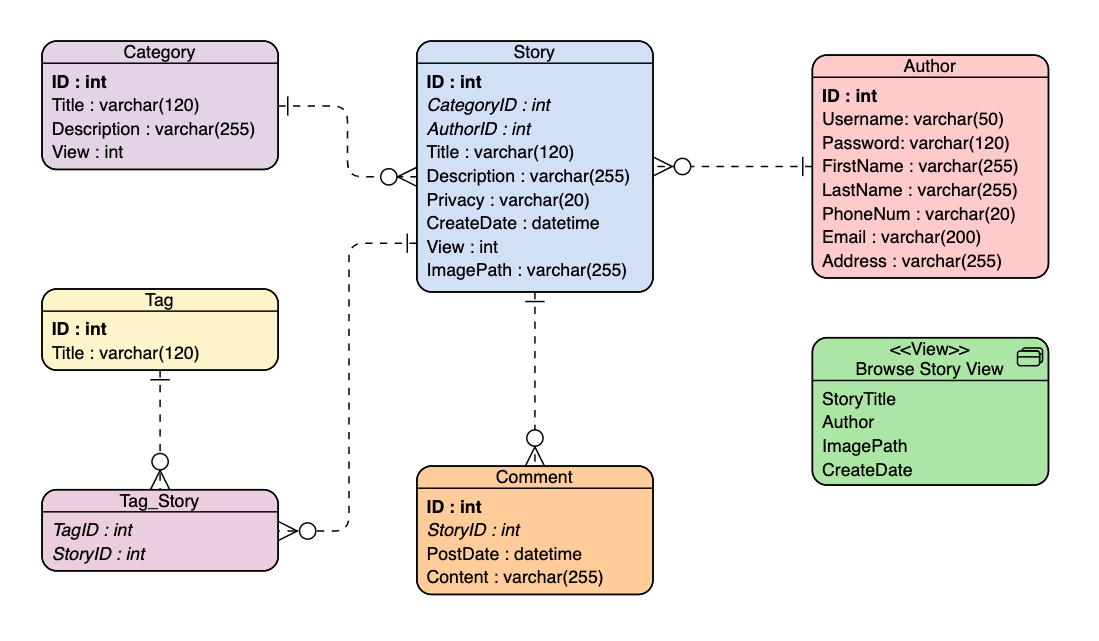 Category
ID : int
Title : varchar(120)
Description : varchar(255)
View : int
Story
ID : int
CategoryID : int
AuthorID : int
Title : varchar(120)
Description : varchar(255)
Privacy : varchar(20)
CreateDate : datetime
View : int
ImagePath : varchar(255)
Author
ID : int
Username: varchar(50)
Password: varchar(120)
FirstName : varchar(255)
LastName : varchar(255)
PhoneNum : varchar(20)
Email : varchar(200)
Address : varchar(255)
Tag
ID : int
Title : varchar(120)
<<View>>
Browse Story View
StoryTitle
Author
ImagePath
CreateDate
Tag_Story
TagID : int
StoryID : int
Comment
ID : int
StoryID : int
PostDate : datetime
Content : varchar(255)